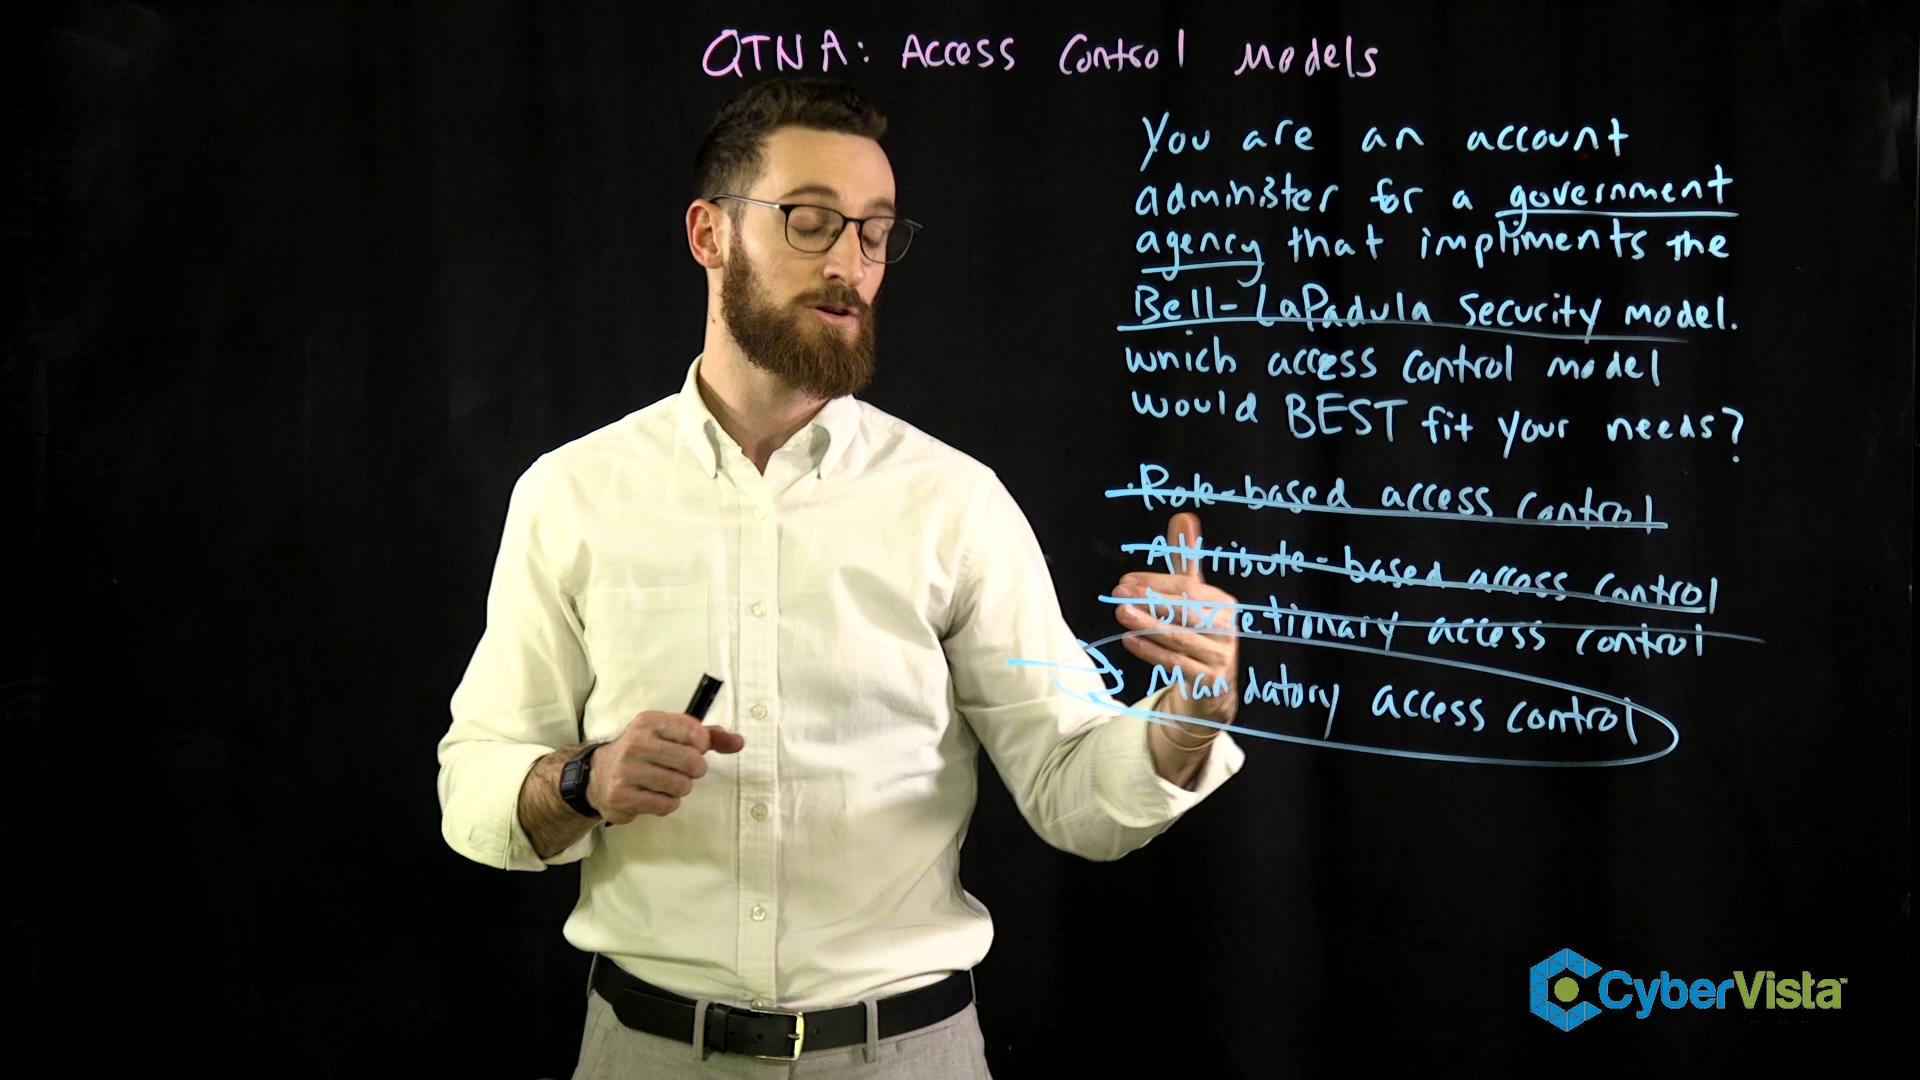 QTNA: Access Control Models
You are an account
administer for a government
agency that impliments the
Bell-LaPadula Security model.
which access control model
would BEST fit your needs?
· Role-based access control
· Attribute-based access control
· Discretionary access control
· Mandatory access control
CyberVista™